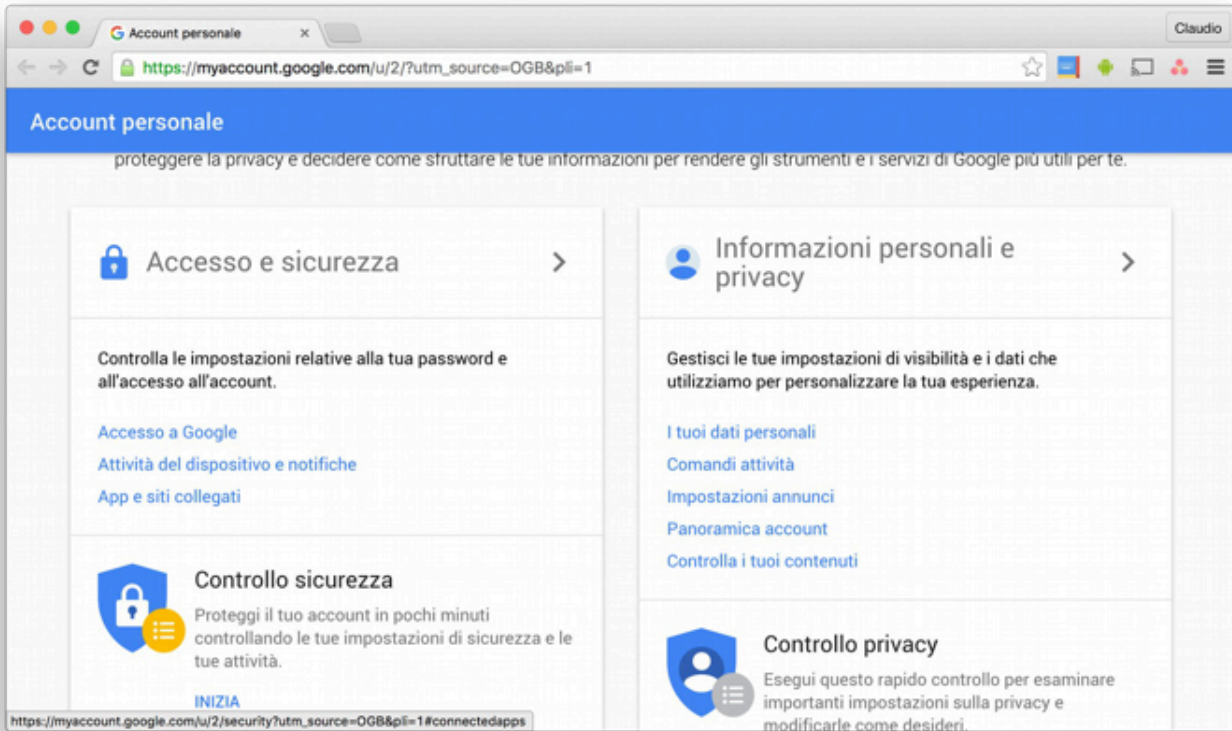 Account personale
Claudio
https://myaccount.google.com/u/2/?utm_source=OGB&pli=1
Account personale
proteggere la privacy e decidere come sfruttare le tue informazioni per rendere gli strumenti e i servizi di Google più utili per te.
Accesso e sicurezza
Controlla le impostazioni relative alla tua password e
all'accesso all'account.
Accesso a Google
Attività del dispositivo e notifiche
App e siti collegati
Controllo sicurezza
Proteggi il tuo account in pochi minuti
controllando le tue impostazioni di sicurezza e le
tue attività.
INIZIA
Informazioni personali e
privacy
Gestisci le tue impostazioni di visibilità e i dati che
utilizziamo per personalizzare la tua esperienza.
I tuoi dati personali
Comandi attività
Impostazioni annunci
Panoramica account
Controlla i tuoi contenuti
Controllo privacy
Esegui questo rapido controllo per esaminare
importanti impostazioni sulla privacy e
modificarle come desideri.
https://myaccount.google.com/u/2/security?utm_source=OGB&pli=1#connectedapps